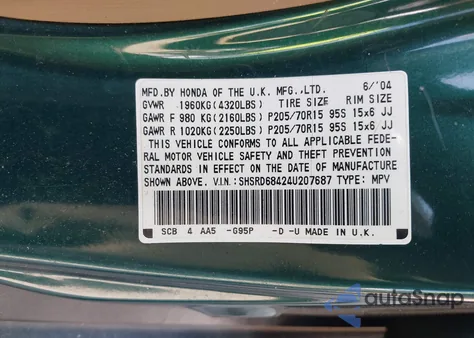 MFD.BY HONDA OF THE U.K. MFG.,LTD. 6/'04
GVWR 1960KG(4320LBS) TIRE SIZE RIM SIZE
GAWR F 980 KG(2160LBS) P205/70R15 95S 15x6 JJ
GAWR R 1020KG(2250LBS) P205/70R15 95S 15x6 JJ
THIS VEHICLE CONFORMS TO ALL APPLICABLE FEDE-
RAL MOTOR VEHICLE SAFETY AND THEFT PREVENTION
STANDARDS IN EFFECT ON THE DATE OF MANUFACTURE
SHOWN ABOVE. V.I.N.:SHSRD68424U207687 TYPE: MPV
SCB 4 AA5 -G95P -D -U MADE IN U.K.
autoSnap